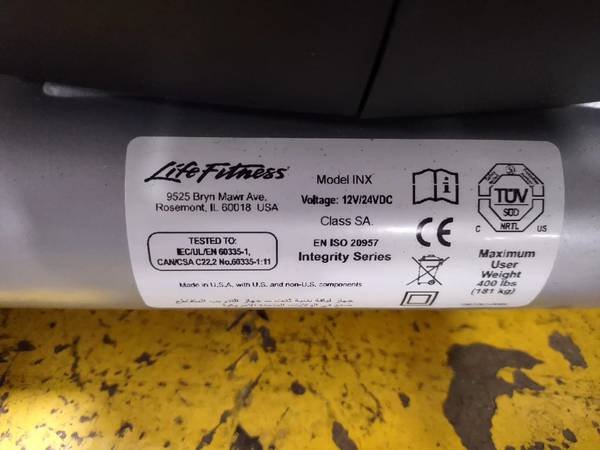 Life Fitness
9525 Bryn Mawr Ave,
Rosemont, IL 60018 USA
TESTED TO:
IEC/UL/EN 60335-1,
CAN/CSA C22.2 No.60335-1:11
Made in U.S.A. with U.S. and non-U.S. components
Model INX
Voltage: 12V/24VDC
Class SA
EN ISO 20957
Integrity Series
CE
TÜV
C
NRTL
US
Maximum
User
Weight
400 lbs
(181 kg)